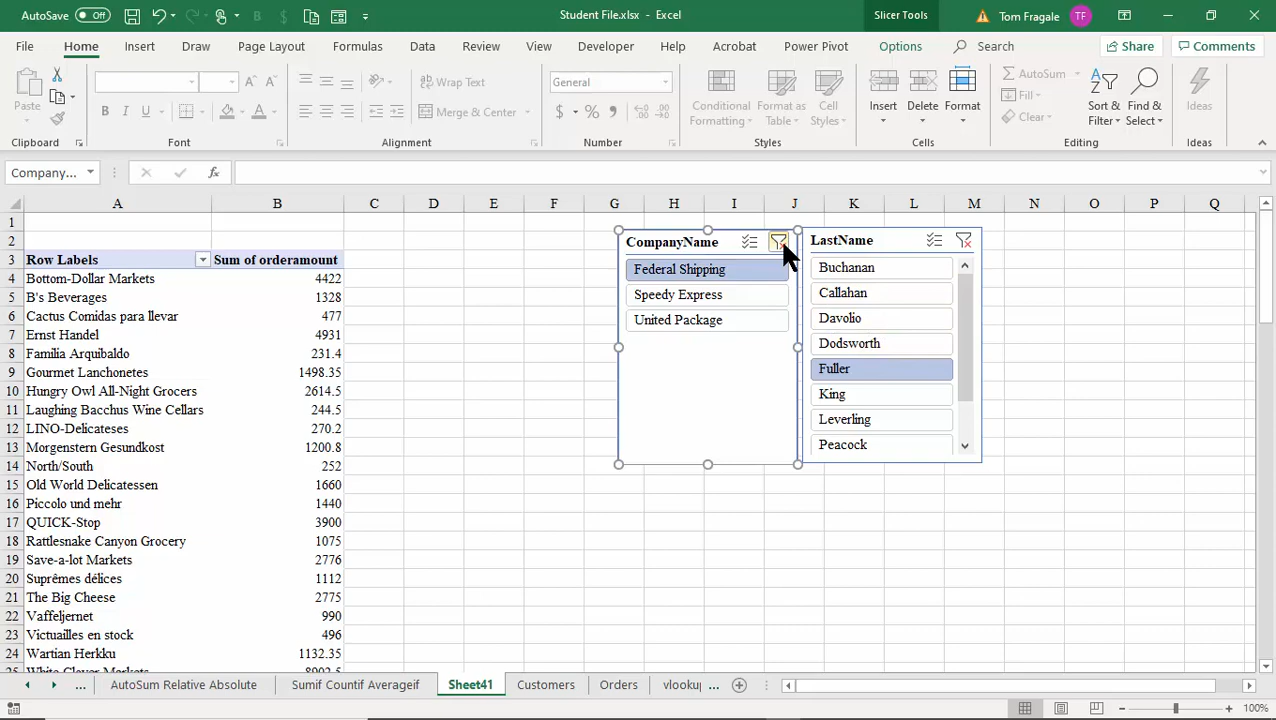 AutoSave Off Student File.xlsx - Excel Slicer Tools Tom Fragale TF
File Home Insert Draw Page Layout Formulas Data Review View Developer Help Acrobat Power Pivot Options Search Share Comments
Paste Clipboard
B I U A A A Font
Wrap Text Merge & Center Alignment
General $ % , Number
Conditional Formatting Format as Table Cell Styles Styles
Insert Delete Format Cells
AutoSum Fill Clear Sort & Filter Find & Select Editing
Ideas Ideas
Company... fx
A B C D E F G H I J K L M N O P Q
1
2
3 Row Labels Sum of orderamount
4 Bottom-Dollar Markets 4422
5 B's Beverages 1328
6 Cactus Comidas para llevar 477
7 Ernst Handel 4931
8 Familia Arquibaldo 231.4
9 Gourmet Lanchonetes 1498.35
10 Hungry Owl All-Night Grocers 2614.5
11 Laughing Bacchus Wine Cellars 244.5
12 LINO-Delicateses 270.2
13 Morgenstern Gesundkost 1200.8
14 North/South 252
15 Old World Delicatessen 1660
16 Piccolo und mehr 1440
17 QUICK-Stop 3900
18 Rattlesnake Canyon Grocery 1075
19 Save-a-lot Markets 2776
20 Suprêmes délices 1112
21 The Big Cheese 2775
22 Vaffeljernet 990
23 Victuailles en stock 496
24 Wartian Herkku 1132.35
25 White Clover Markets 8902.5
CompanyName
Federal Shipping
Speedy Express
United Package
LastName
Buchanan
Callahan
Davolio
Dodsworth
Fuller
King
Leverling
Peacock
... AutoSum Relative Absolute Sumif Countif Averageif Sheet41 Customers Orders vlookup ...
100%